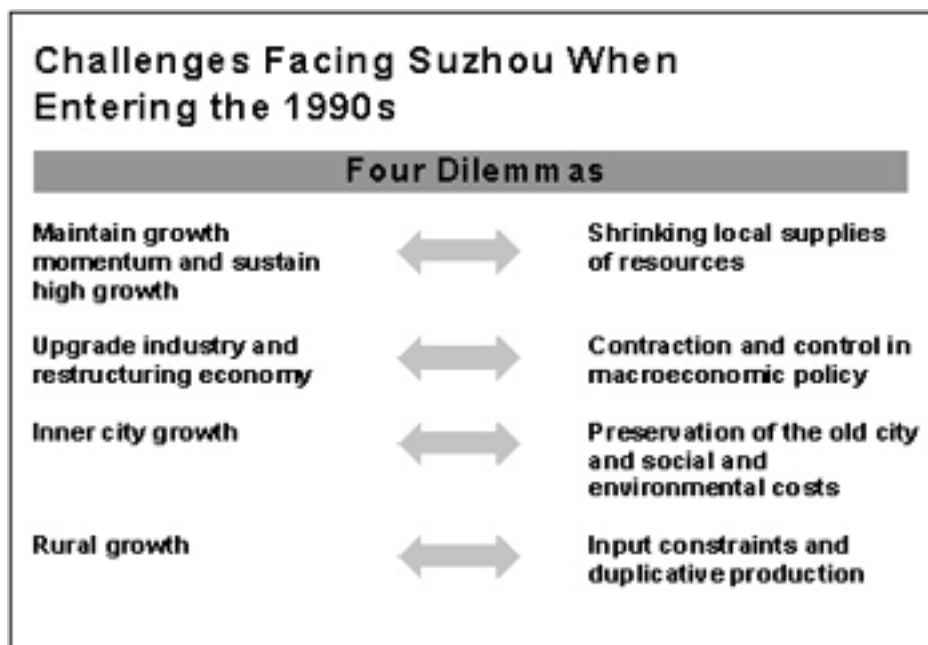 Challenges Facing Suzhou When
Entering the 1990s
Four Dilemmas
Maintain growth
momentum and sustain
high growth
Shrinking local supplies
of resources
Upgrade industry and
restructuring economy
Contraction and control in
macroeconomic policy
Inner city growth
Preservation of the old city
and social and
environmental costs
Rural growth
Input constraints and
duplicative production